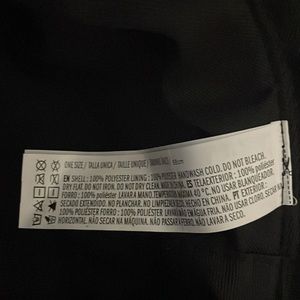 ONE SIZE / TALLA ÚNICA / TAILLE UNIQUE / 58cm
EN SHELL : 100% POLYESTER LINING : 100% POLYESTER. HANDWASH COLD. DO NOT BLEACH.
DRY FLAT. DO NOT IRON. DO NOT DRY CLEAN. MADE IN CHINA. ES TELA EXTERIOR : 100% poliéster
FORRO : 100% poliéster LAVAR A MANO TEMPERATURA MÁXIMA 40 °C. NO USAR BLANQUEADOR.
SECADO EXTENDIDO. NO PLANCHAR. NO LIMPIEZA EN SECO. HECHO EN CHINA. EXTERIOR : 100% poliéster
FORRO : 100% POLIÉSTER. LAVAR À MÃO EM ÁGUA FRIA. NÃO USAR CLORO. SECAR NA
HORIZONTAL, NÃO SECAR NA MÁQUINA. NÃO PASSAR A FERRO. NÃO LAVAR A SECO.